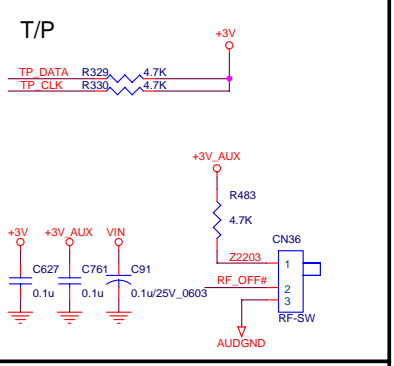 T/P
+3V
TP_DATA R329 4.7K
TP_CLK R330 4.7K
+3V_AUX
R483
4.7K
CN36
+3V +3V_AUX VIN
Z2203 1
C627 C761 C91
RF_OFF# 2
0.1u 0.1u 0.1u/25V_0603
3
RF-SW
AUDGND